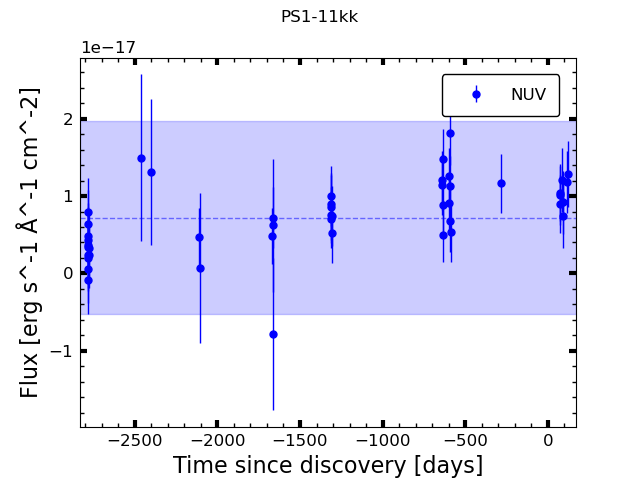 PS1-11kk
1e−17
NUV
2
1
0
−1
Flux [erg s^-1 Å^-1 cm^-2]
−2500 −2000 −1500 −1000 −500 0
Time since discovery [days]